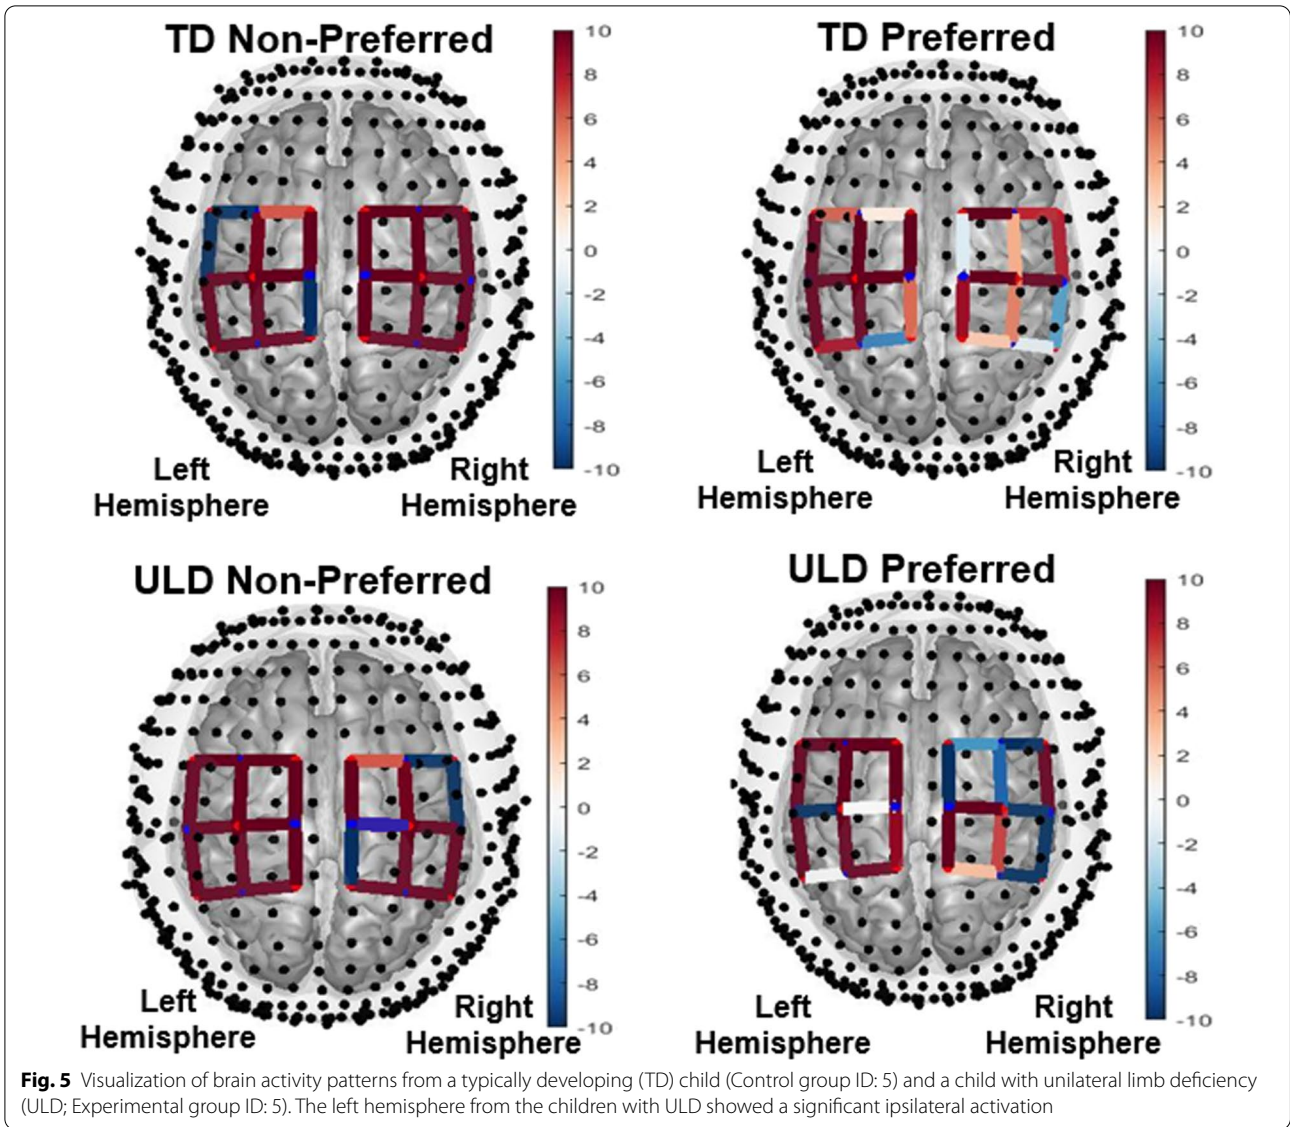 TD Non-Preferred
10
8
6
4
2
0
-2
-4
-6
-8
-10
Left
Hemisphere
Right
Hemisphere
TD Preferred
10
8
6
4
2
0
-2
-4
-6
-8
-10
Left
Hemisphere
Right
Hemisphere
ULD Non-Preferred
10
8
6
4
2
0
-2
-4
-6
-8
-10
Left
Hemisphere
Right
Hemisphere
ULD Preferred
10
8
6
4
2
0
-2
-4
-6
-8
-10
Left
Hemisphere
Right
Hemisphere
Fig. 5 Visualization of brain activity patterns from a typically developing (TD) child (Control group ID: 5) and a child with unilateral limb deficiency
(ULD; Experimental group ID: 5). The left hemisphere from the children with ULD showed a significant ipsilateral activation